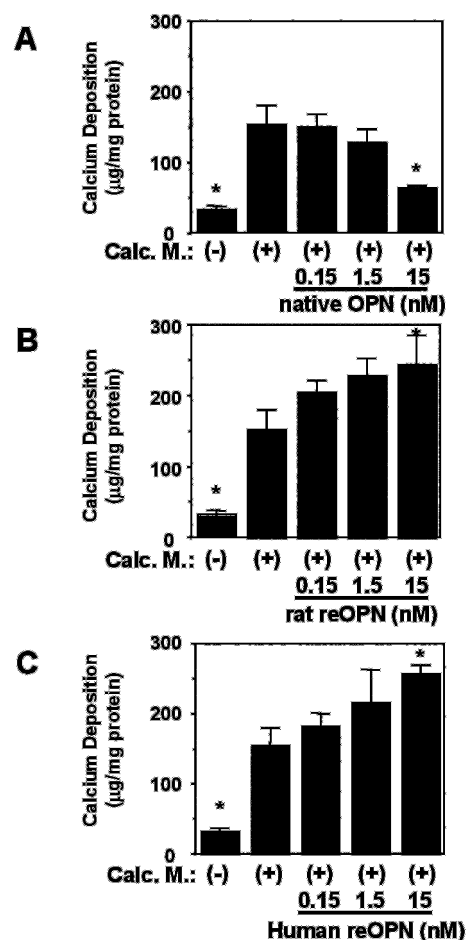 A
Calcium Deposition
(µg/mg protein)
300
200
100
0
*
*
Calc. M.: (-) (+) (+) (+) (+)
0.15 1.5 15
native OPN (nM)
B
Calcium Deposition
(µg/mg protein)
300
200
100
0
*
*
Calc. M.: (-) (+) (+) (+) (+)
0.15 1.5 15
rat reOPN (nM)
C
Calcium Deposition
(µg/mg protein)
300
200
100
0
*
*
Calc. M.: (-) (+) (+) (+) (+)
0.15 1.5 15
Human reOPN (nM)